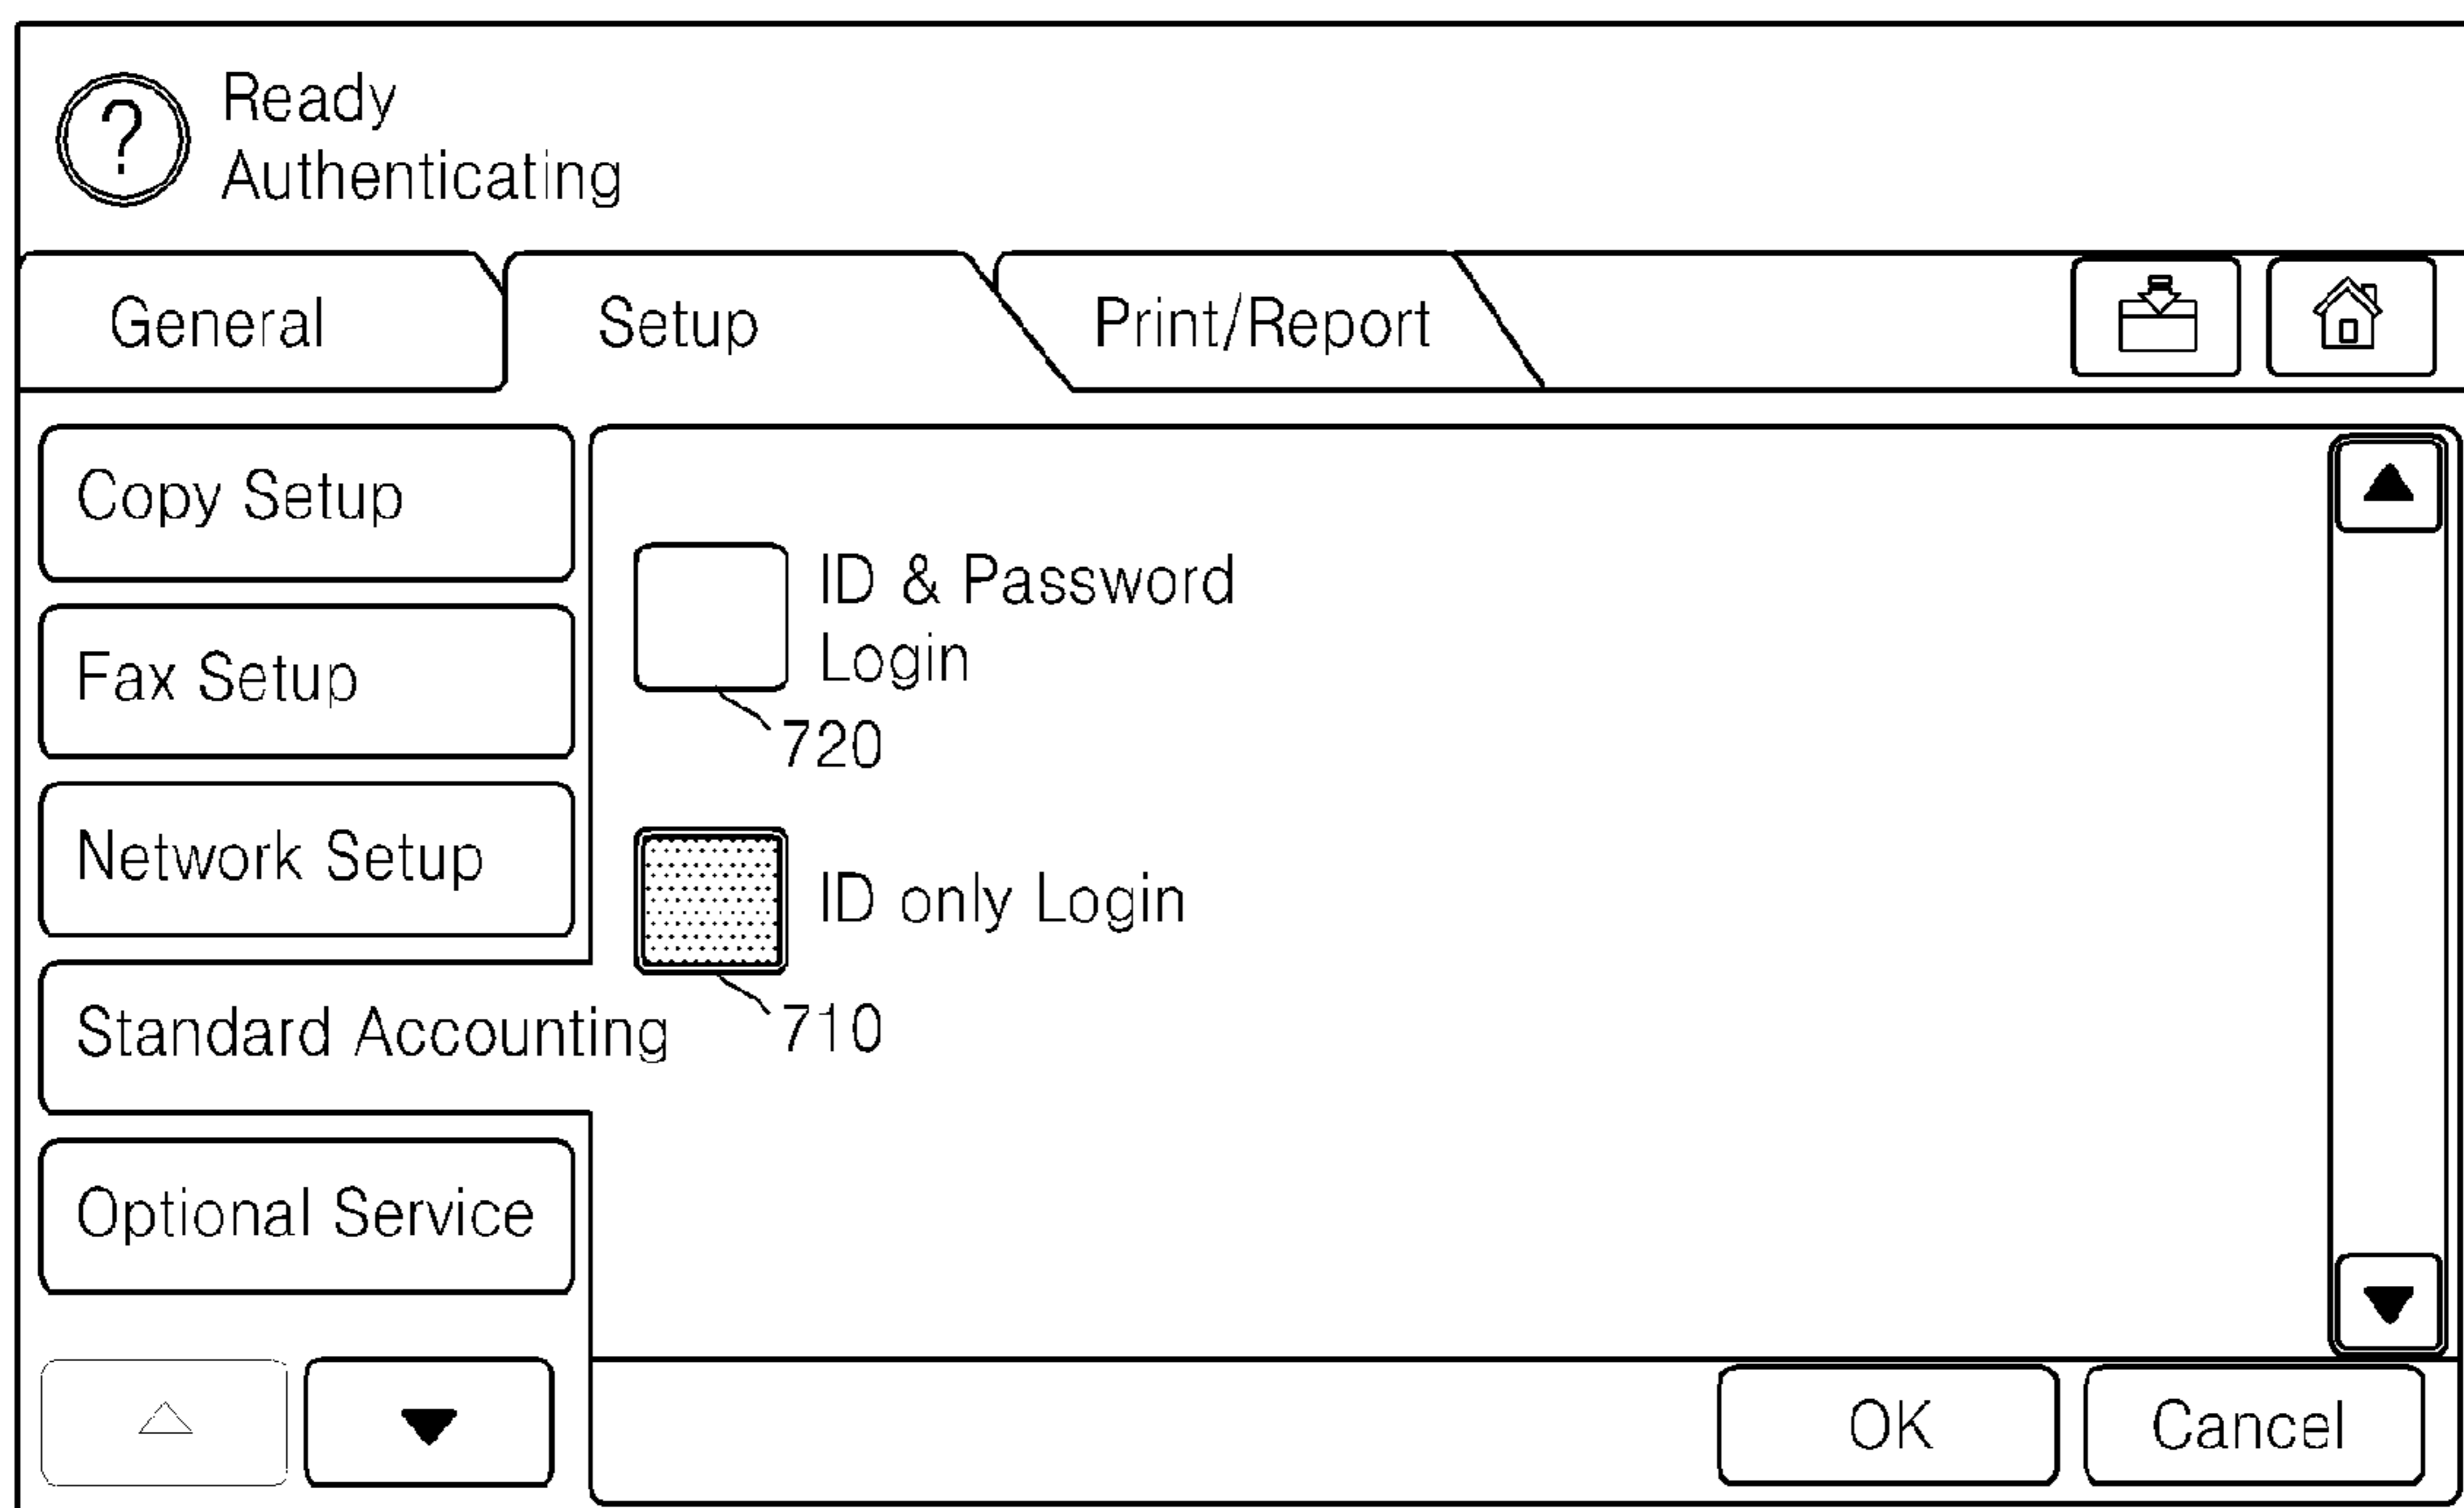 ?
Ready
Authenticating
General
Setup
Print/Report
Copy Setup
Fax Setup
Network Setup
Standard Accounting
Optional Service
ID & Password
Login
720
ID only Login
710
OK
Cancel